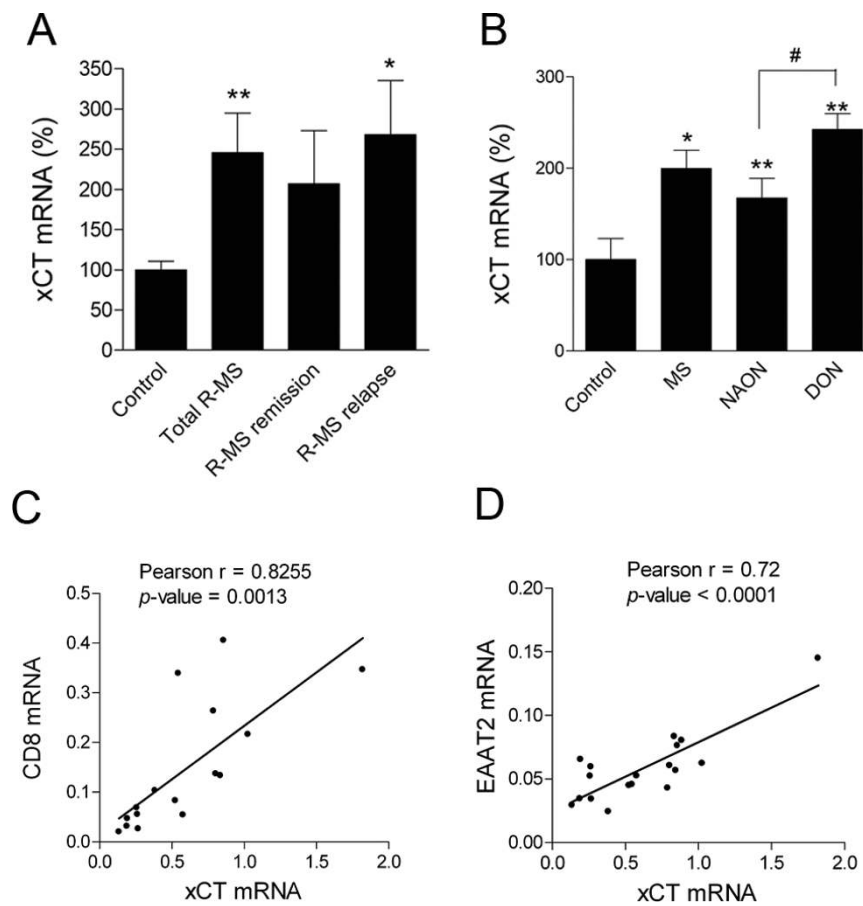 A
xCT mRNA (%)
350
300
250
200
150
100
50
0
**
*
Control
Total R-MS
R-MS remission
R-MS relapse
B
xCT mRNA (%)
300
200
100
0
*
**
#
**
Control
MS
NAON
DON
C
Pearson r = 0.8255
p-value = 0.0013
CD8 mRNA
0.5
0.4
0.3
0.2
0.1
0.0
0.0
0.5
1.0
1.5
2.0
xCT mRNA
D
Pearson r = 0.72
p-value < 0.0001
EAAT2 mRNA
0.20
0.15
0.10
0.05
0.00
0.0
0.5
1.0
1.5
2.0
xCT mRNA